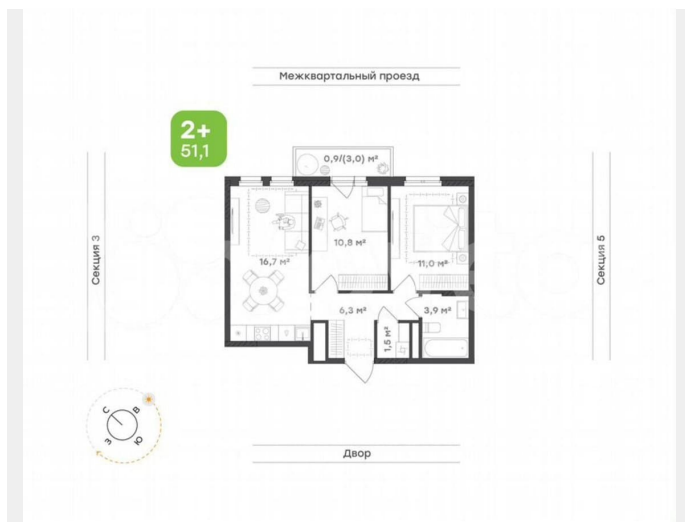 Межквартальный проезд
2+
51,1
0,9/(3,0) м²
Секция 3
16,7 м²
10,8 м²
11,0 м²
Секция 5
6,3 м²
3,9 м²
1,5 м²
С
В
З
Ю
Двор